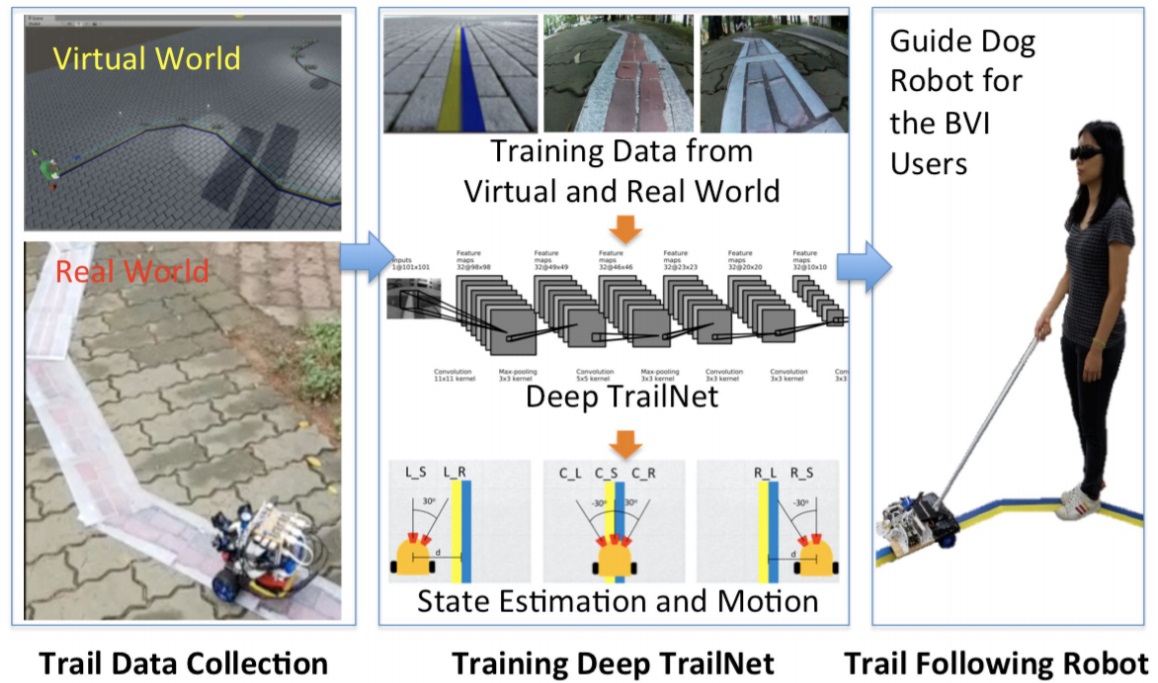 Virtual World
Real World
Trail Data Collection
Training Data from
Virtual and Real World
Inputs
1@101x101
Feature
maps
32@98x98
Feature
maps
32@49x49
Feature
maps
32@46x46
Feature
maps
32@23x23
Feature
maps
32@20x20
Feature
maps
32@10x10
Convolution
11x11 kernel
Max-pooling
3x3 kernel
Convolution
5x5 kernel
Max-pooling
3x3 kernel
Convolution
3x3 kernel
Convolution
3x3 kernel
Con
3x3
Deep TrailNet
L_S L_R
30°
d
C_L C_S C_R
-30° 30°
R_L R_S
-30°
d
State Estimation and Motion
Training Deep TrailNet
Guide Dog
Robot for
the BVI
Users
Trail Following Robot